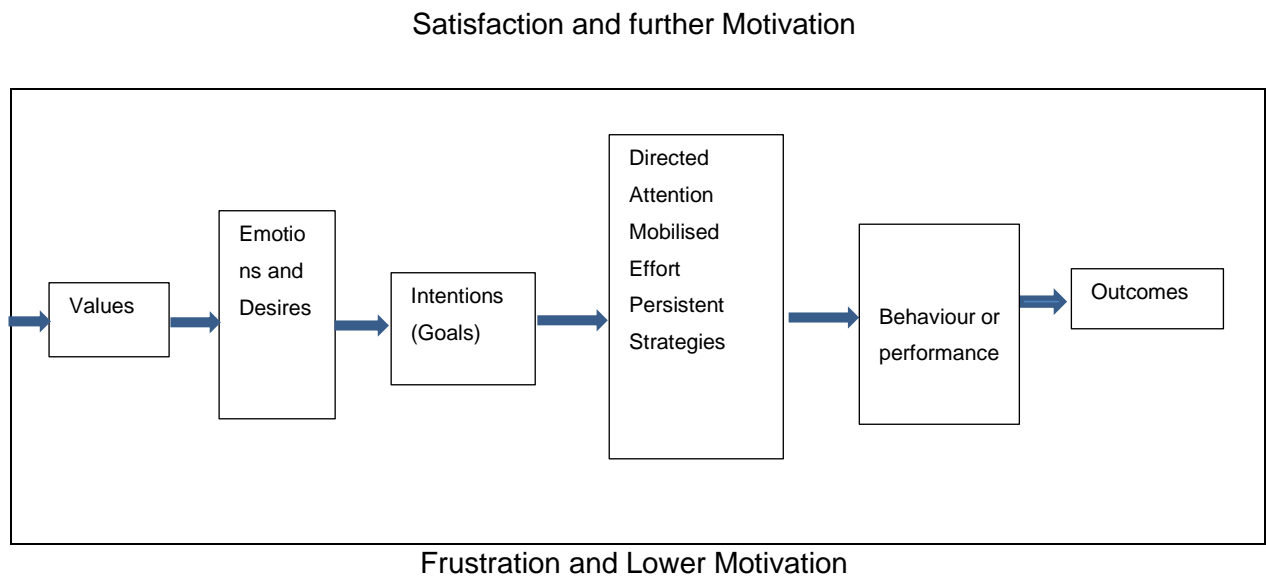 Satisfaction and further Motivation
Values
Emotio
ns and
Desires
Intentions
(Goals)
Directed
Attention
Mobilised
Effort
Persistent
Strategies
Behaviour or
performance
Outcomes
Frustration and Lower Motivation